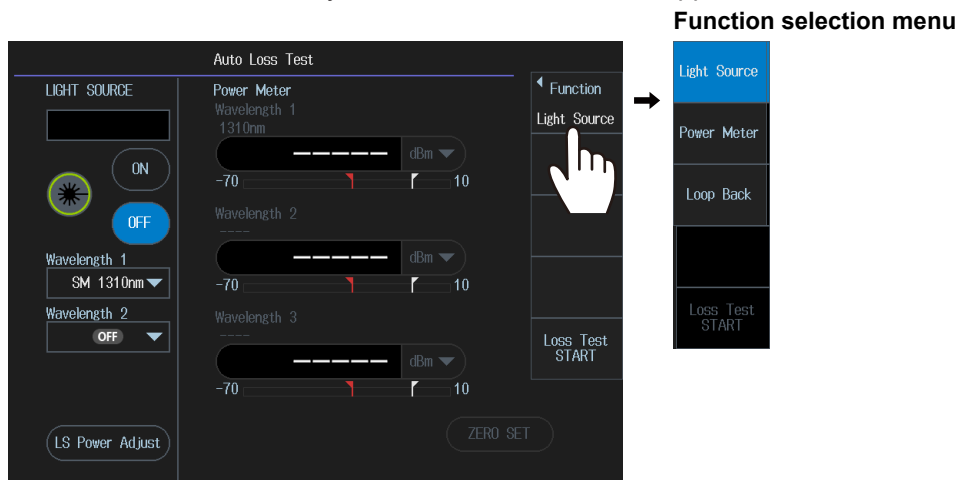 Function selection menu
Auto Loss Test
LIGHT SOURCE
ON
OFF
Wavelength 1
SM 1310nm
Wavelength 2
OFF
LS Power Adjust
Power Meter
Wavelength 1
1310nm
----- dBm
-70 10
Wavelength 2
----
----- dBm
-70 10
Wavelength 3
----
----- dBm
-70 10
ZERO SET
Function
Light Source
Loss Test
START
Light Source
Power Meter
Loop Back
Loss Test
START